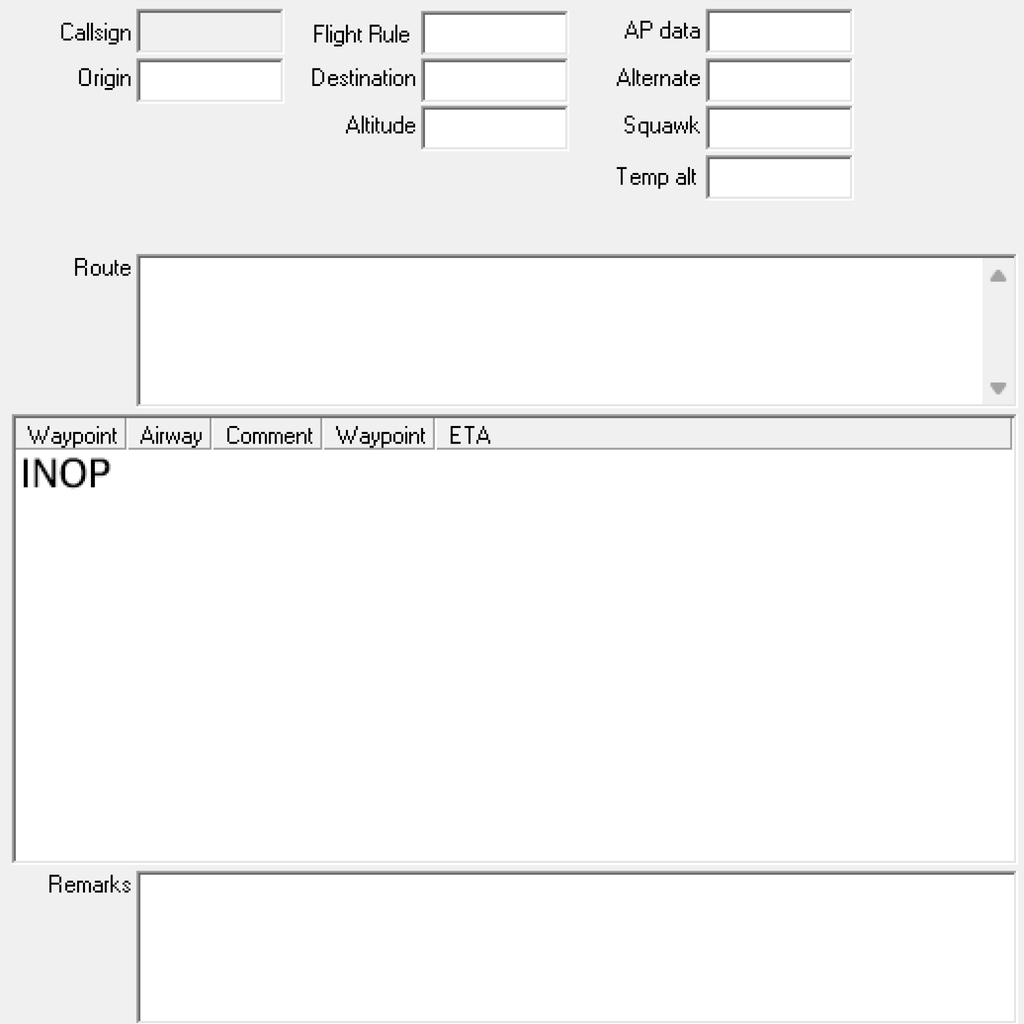 Callsign Flight Rule AP data
Origin Destination Alternate
Altitude Squawk
Temp alt
Route
Waypoint Airway Comment Waypoint ETA
INOP
Remarks